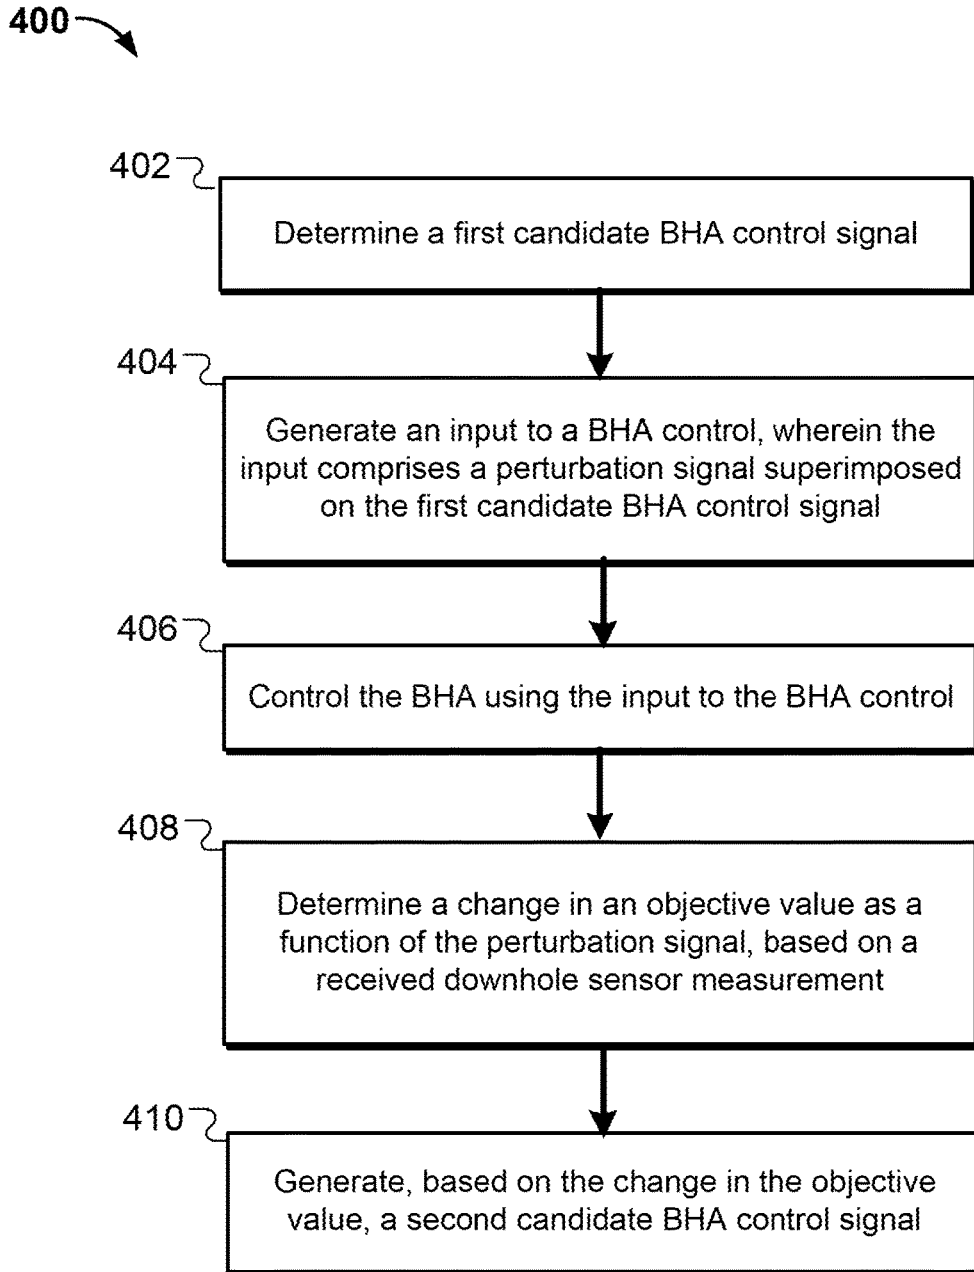 400
402
Determine a first candidate BHA control signal
404
Generate an input to a BHA control, wherein the
input comprises a perturbation signal superimposed
on the first candidate BHA control signal
406
Control the BHA using the input to the BHA control
408
Determine a change in an objective value as a
function of the perturbation signal, based on a
received downhole sensor measurement
410
Generate, based on the change in the objective
value, a second candidate BHA control signal